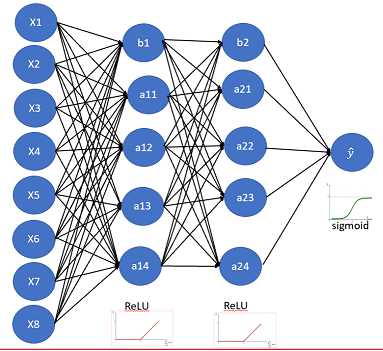 X1
X2
X3
X4
X5
X6
X7
X8
b1
a11
a12
a13
a14
b2
a21
a22
a23
a24
ŷ
sigmoid
ReLU
ReLU